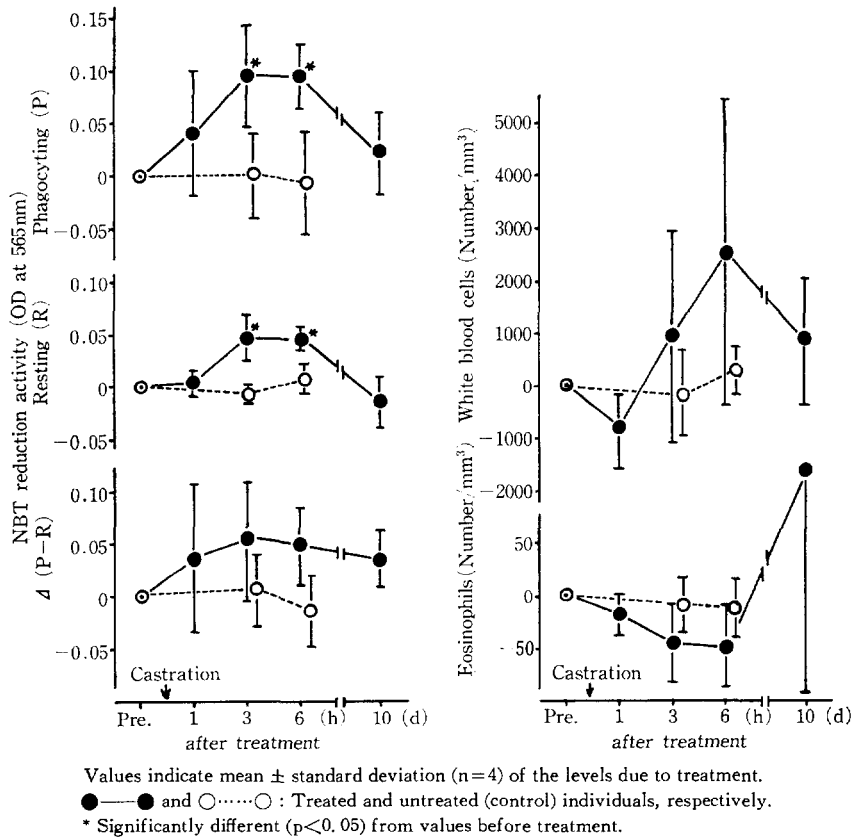 NBT reduction activity (OD at 565nm)
Phagocyting (P)
0.15
0.10
0.05
0
−0.05
*
*
Resting (R)
0.10
0.05
0
−0.05
*
*
Δ (P−R)
0.10
0.05
0
−0.05
Castration
Pre.
1
3
6
(h)
10
(d)
after treatment
White blood cells (Number/mm³)
5000
4000
3000
2000
1000
0
−1000
−2000
Eosinophils (Number/mm³)
50
0
−50
Castration
Pre.
1
3
6
(h)
10
(d)
after treatment
Values indicate mean ± standard deviation (n=4) of the levels due to treatment.
●—● and ○……○ : Treated and untreated (control) individuals, respectively.
* Significantly different (p<0.05) from values before treatment.